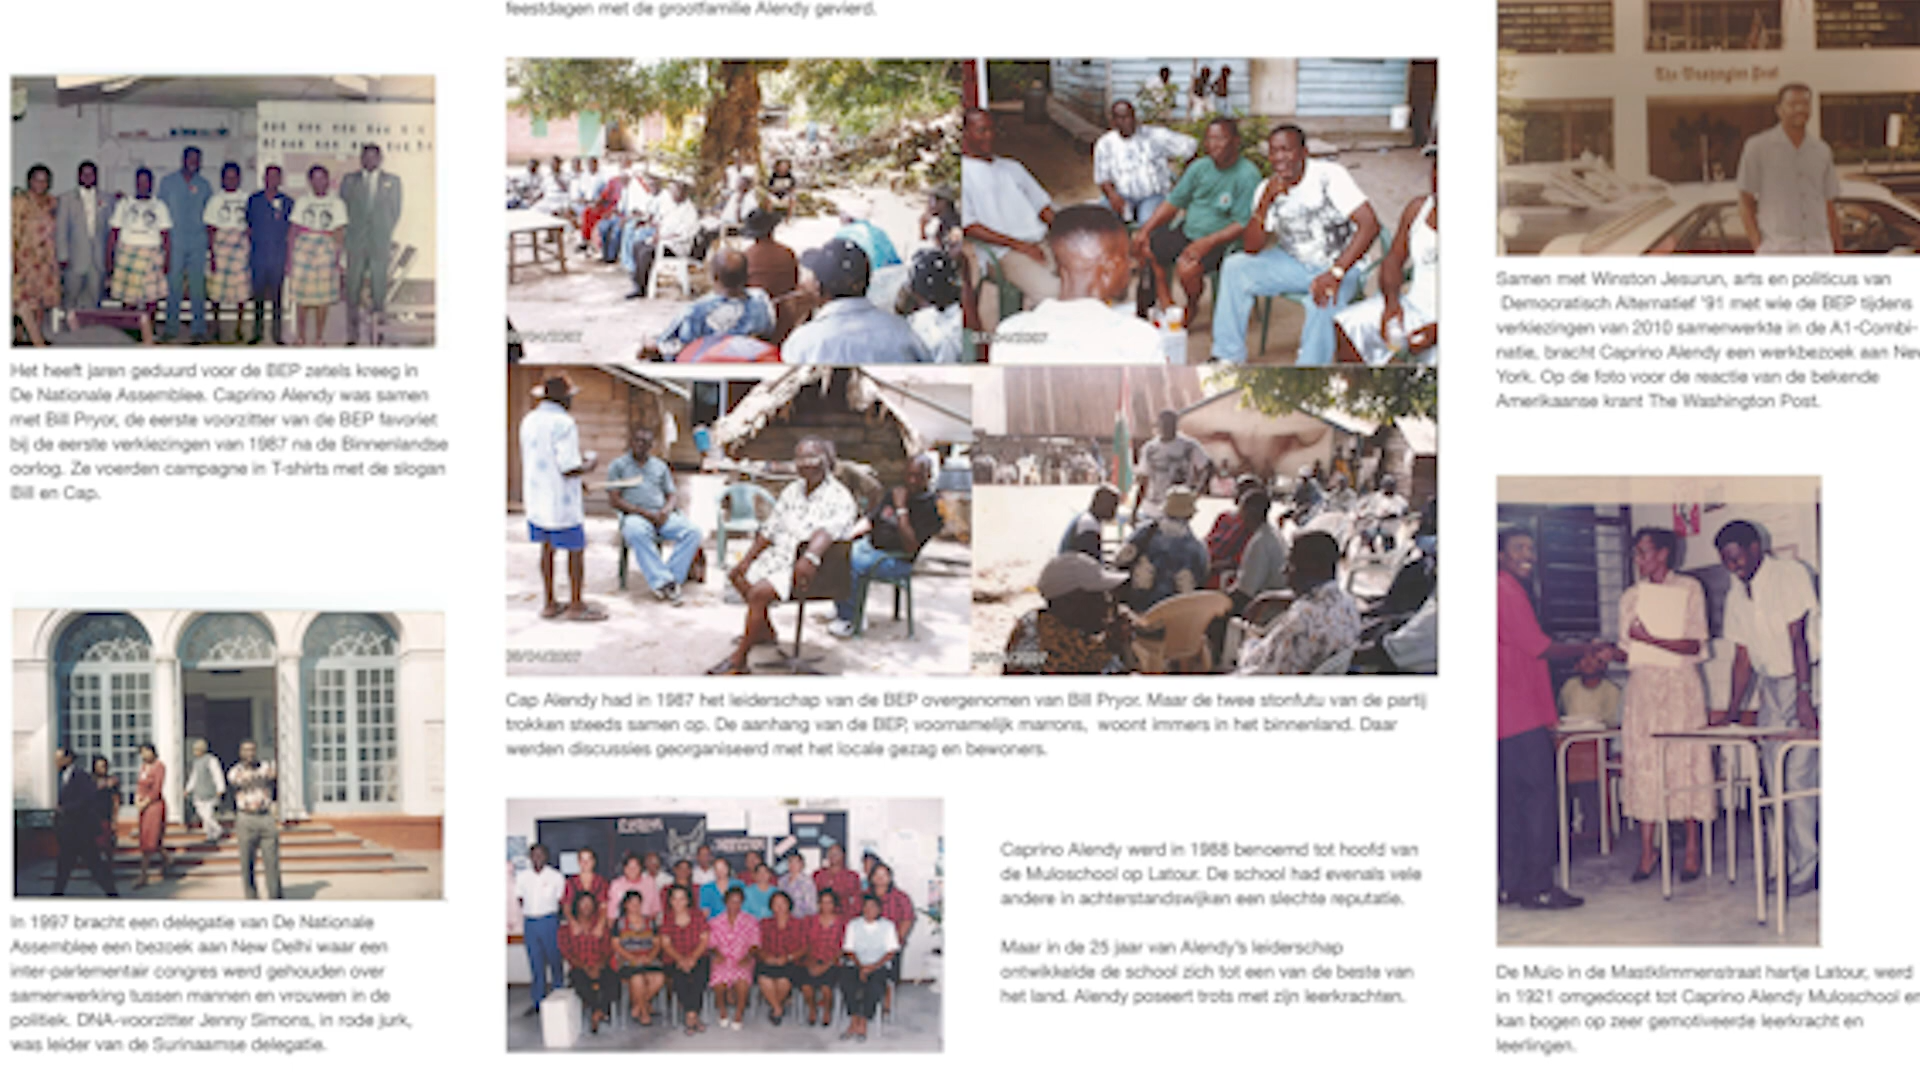 feestdagen met de grootfamilie Alendy gevierd.
Het heeft jaren geduurd voor de BEP zetels kreeg in
De Nationale Assemblee. Caprino Alendy was samen
met Bill Pryor, de eerste voorzitter van de BEP favoriet
bij de eerste verkiezingen van 1987 na de Binnenlandse
oorlog. Ze voerden campagne in T-shirts met de slogan
Bill en Cap.
In 1997 bracht een delegatie van De Nationale
Assemblee een bezoek aan New Delhi waar een
inter-parlementair congres werd gehouden over
samenwerking tussen mannen en vrouwen in de
politiek. DNA-voorzitter Jenny Simons, in rode jurk,
was leider van de Surinaamse delegatie.
Cap Alendy had in 1987 het leiderschap van de BEP overgenomen van Bill Pryor. Maar de twee stonfutu van de partij
trokken steeds samen op. De aanhang van de BEP, voornamelijk marrons, woont immers in het binnenland. Daar
werden discussies georganiseerd met het locale gezag en bewoners.
Caprino Alendy werd in 1988 benoemd tot hoofd van
de Muloschool op Latour. De school had evenals vele
andere in achterstandswijken een slechte reputatie.
Maar in de 25 jaar van Alendy's leiderschap
ontwikkelde de school zich tot een van de beste van
het land. Alendy poseert trots met zijn leerkrachten.
The Washington Post
Samen met Winston Jesurun, arts en politicus van
Democratisch Alternatief '91 met wie de BEP tijdens
verkiezingen van 2010 samenwerkte in de A1-Combi-
natie, bracht Caprino Alendy een werkbezoek aan New
York. Op de foto voor de reactie van de bekende
Amerikaanse krant The Washington Post.
De Mulo in de Mastklimmenstraat hartje Latour, werd
in 1921 omgedoopt tot Caprino Alendy Muloschool en
kan bogen op zeer gemotiveerde leerkracht en
leerlingen.